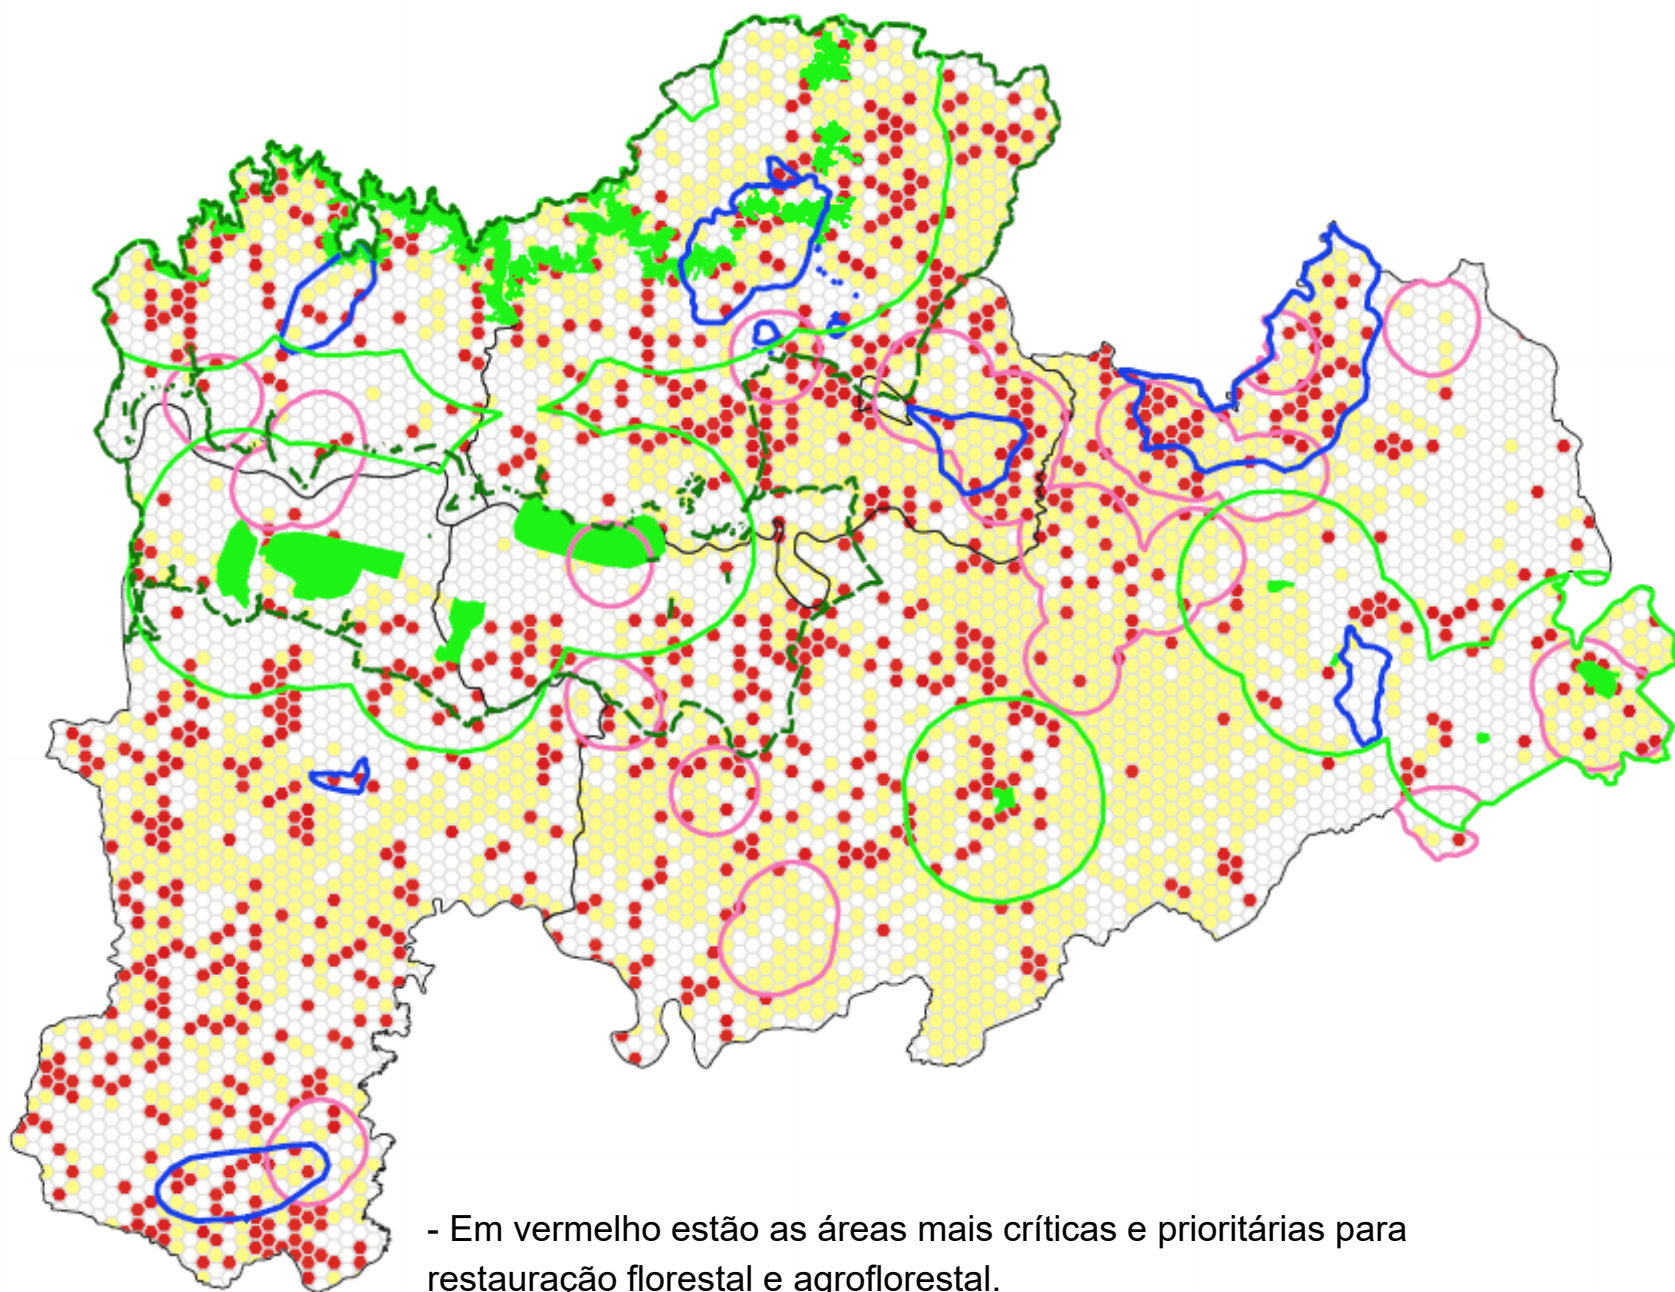 - Em vermelho estão as áreas mais críticas e prioritárias para
restauração florestal e agroflorestal.